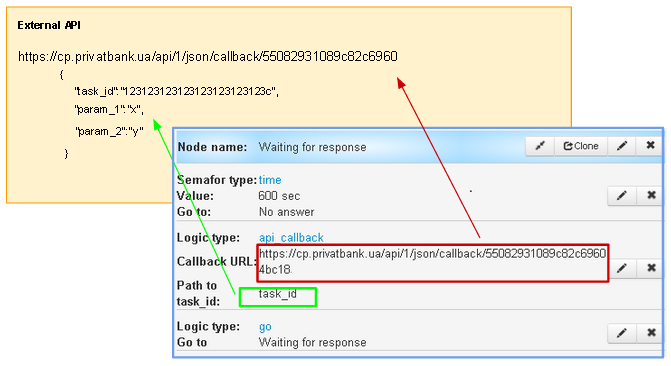 External API
https://cp.privatbank.ua/api/1/json/callback/55082931089c82c6960
{
"task_id":"123123123123123123123123c",
"param_1":"x",
"param_2":"y"
}
Node name: Waiting for response Clone
Semafor type: time
Value: 600 sec
Go to: No answer
Logic type: api_callback
Callback URL: https://cp.privatbank.ua/api/1/json/callback/55082931089c82c6960
4bc18
Path to task_id: task_id
Logic type: go
Go to Waiting for response